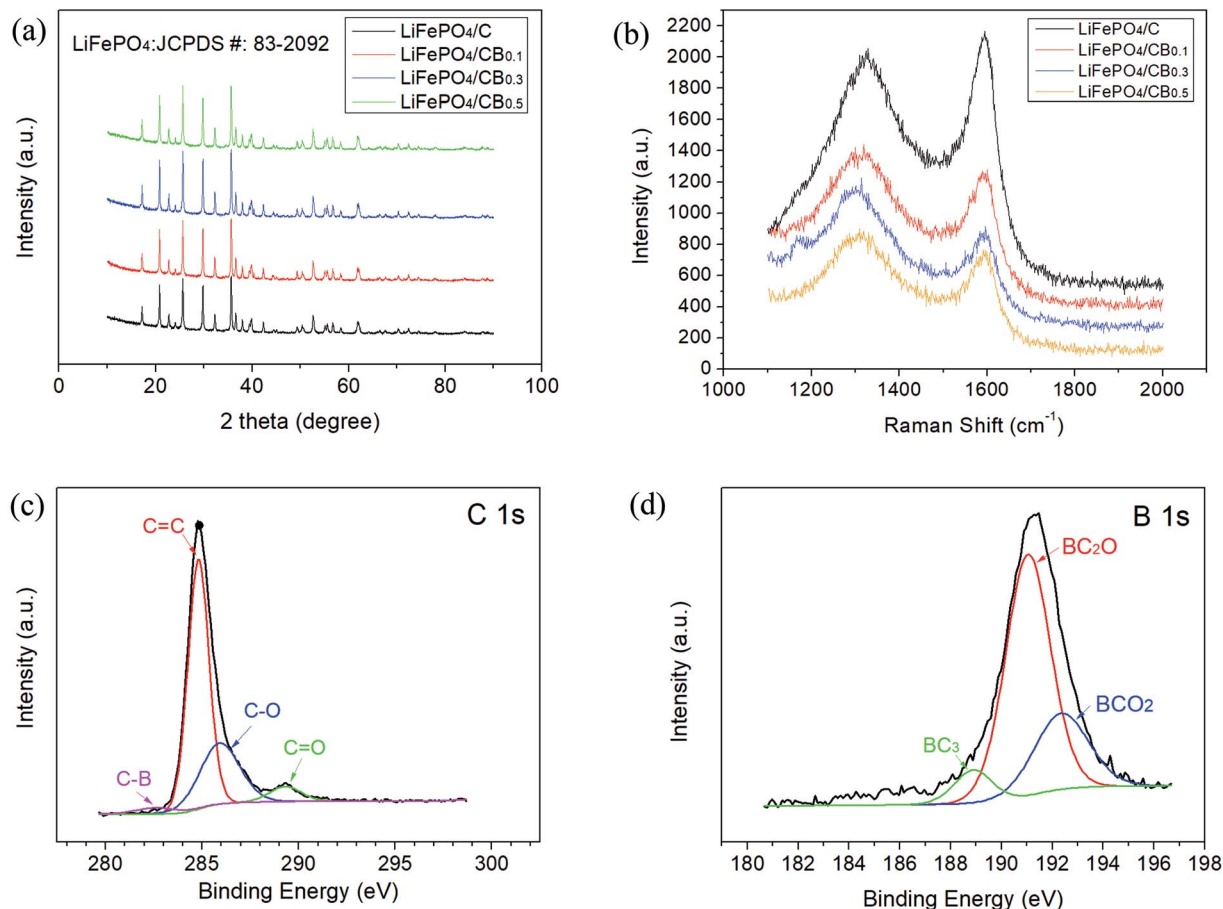 (a)
LiFePO₄:JCPDS #: 83-2092
LiFePO₄/C
LiFePO₄/CB₀.₁
LiFePO₄/CB₀.₃
LiFePO₄/CB₀.₅
Intensity (a.u.)
0 20 40 60 80 100
2 theta (degree)
(b)
LiFePO₄/C
LiFePO₄/CB₀.₁
LiFePO₄/CB₀.₃
LiFePO₄/CB₀.₅
Intensity (a.u.)
2200
2000
1800
1600
1400
1200
1000
800
600
400
200
0
1000 1200 1400 1600 1800 2000
Raman Shift (cm⁻¹)
(c)
C 1s
C=C
C-O
C=O
C-B
Intensity (a.u.)
280 285 290 295 300
Binding Energy (eV)
(d)
B 1s
BC₂O
BCO₂
BC₃
Intensity (a.u.)
180 182 184 186 188 190 192 194 196 198
Binding Energy (eV)